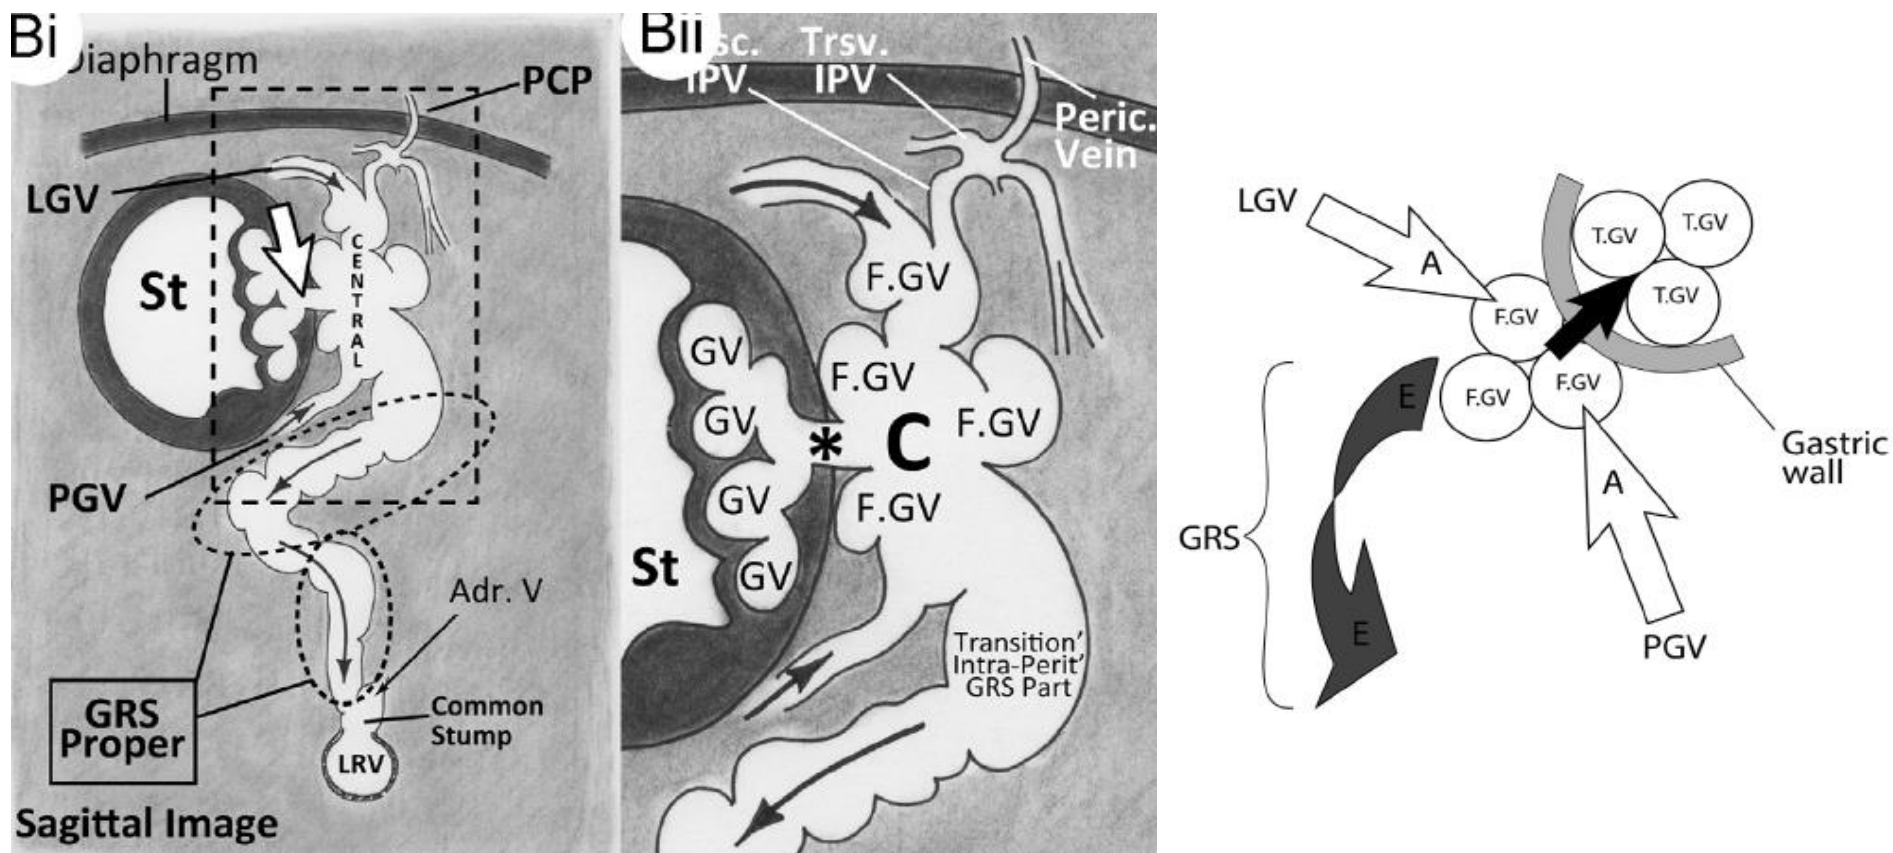 Bi
Diaphragm
PCP
LGV
St
CENTRAL
PGV
Adr. V
GRS
Proper
Common
Stump
LRV
Sagittal Image
Bii
sc.
IPV
Trsv.
IPV
Peric.
Vein
F.GV
GV
F.GV
GV
*
C
F.GV
GV
F.GV
St
GV
Transition'
Intra-Perit'
GRS Part
LGV
A
T.GV
T.GV
T.GV
F.GV
E
F.GV
F.GV
Gastric
wall
A
GRS
E
PGV